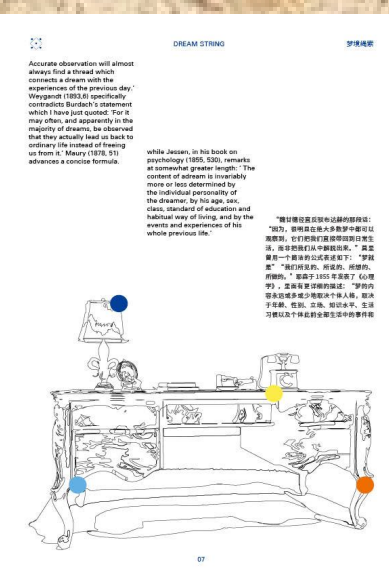 DREAM STRING
梦境绳索
Accurate observation will almost
always find a thread which
connects a dream with the
experiences of the previous day.'
Weygandt (1893,6) specifically
contradicts Burdach's statement
which I have just quoted: 'For it
may often, and apparently in the
majority of dreams, be observed
that they actually lead us back to
ordinary life instead of freeing
us from it.' Maury (1878, 51)
advances a concise formula.
while Jessen, in his book on
psychology (1855, 530), remarks
at somewhat greater length: ' The
content of adream is invariably
more or less determined by
the individual personality of
the dreamer, by his age, sex,
class, standard of education and
habitual way of living, and by the
events and experiences of his
whole previous life.'
"魏甘德径直反驳布达赫的那段话：
"因为，很明显在绝大多数梦中都可以
观察到，它们把我们直接带回到日常生
活，而非把我们从中解脱出来。"莫里
曾用一个简洁的公式表述如下："梦就
是""我们所见的、所说的、所想的、
所做的。"耶森于 1855 年发表了《心理
学》，里面有更详细的描述："梦的内
容永远或多或少地取决个体人格，取决
于年龄、性别、立场、知识水平、生活
习惯以及个体此前全部生活中的事件和
07